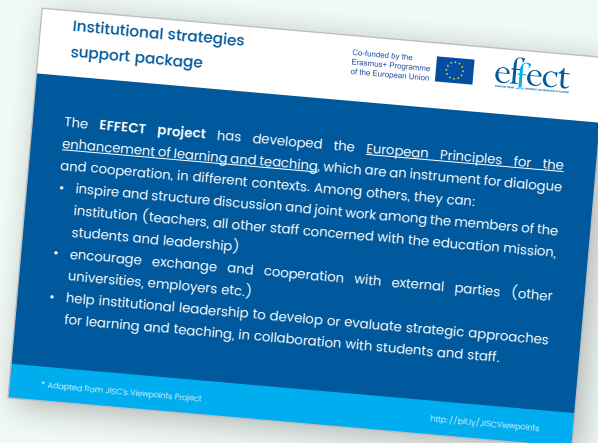 Institutional strategies
support package
Co-funded by the
Erasmus+ Programme
of the European Union
effect
The EFFECT project has developed the European Principles for the
enhancement of learning and teaching, which are an instrument for dialogue
and cooperation, in different contexts. Among others, they can:
• inspire and structure discussion and joint work among the members of the
institution (teachers, all other staff concerned with the education mission,
students and leadership)
• encourage exchange and cooperation with external parties (other
universities, employers etc.)
• help institutional leadership to develop or evaluate strategic approaches
for learning and teaching, in collaboration with students and staff.
* Adapted from JISC's Viewpoints Project
http://bit.ly/JISCViewpoints